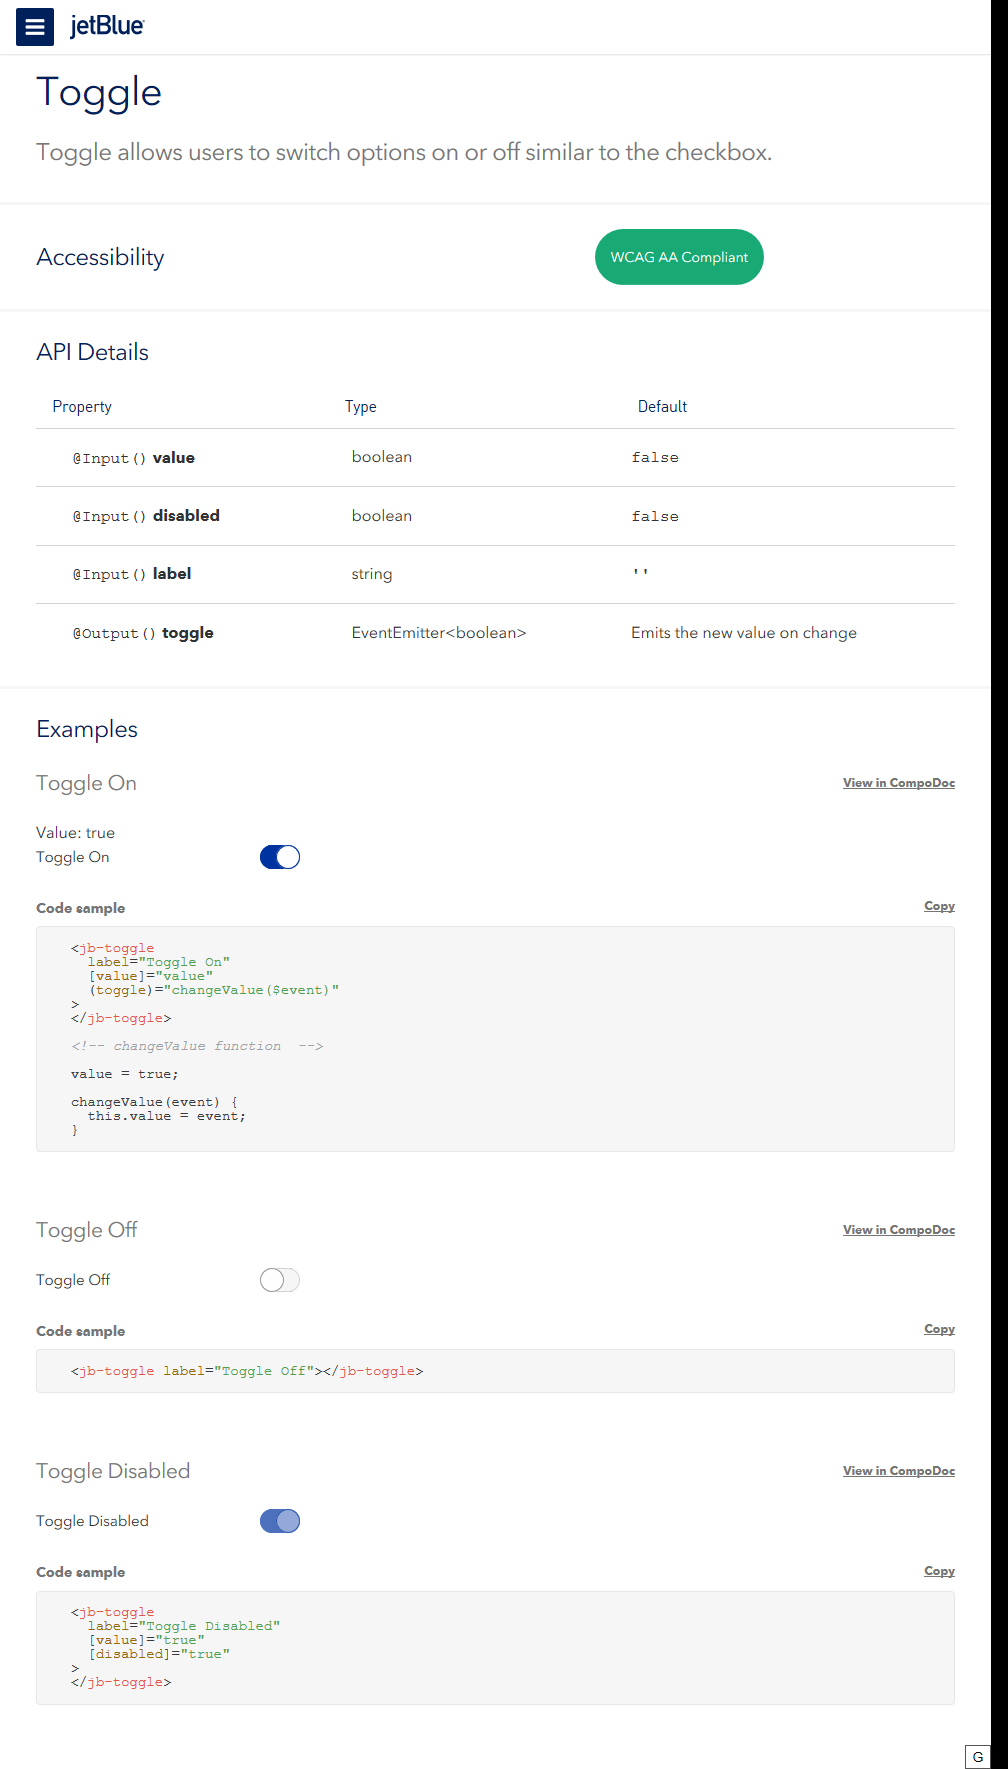 jetBlue
Toggle
Toggle allows users to switch options on or off similar to the checkbox.
Accessibility
WCAG AA Compliant
API Details
Property Type Default
@Input() value boolean false
@Input() disabled boolean false
@Input() label string ''
@Output() toggle EventEmitter<boolean> Emits the new value on change
Examples
Toggle On View in CompoDoc
Value: true
Toggle On
Code sample Copy
<jb-toggle
label="Toggle On"
[value]="value"
(toggle)="changeValue($event)"
>
</jb-toggle>
<!-- changeValue function -->
value = true;
changeValue(event) {
this.value = event;
}
Toggle Off View in CompoDoc
Toggle Off
Code sample Copy
<jb-toggle label="Toggle Off"></jb-toggle>
Toggle Disabled View in CompoDoc
Toggle Disabled
Code sample Copy
<jb-toggle
label="Toggle Disabled"
[value]="true"
[disabled]="true"
>
</jb-toggle>
G